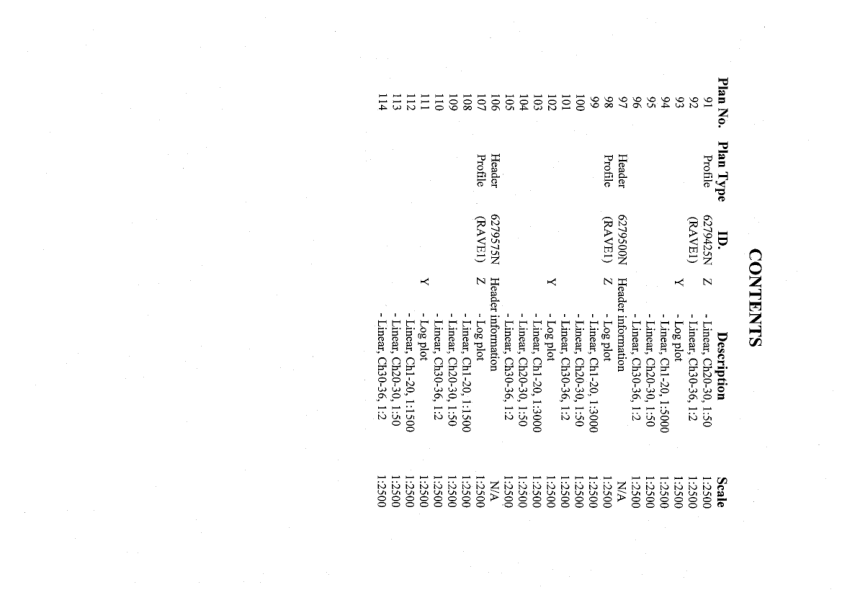 CONTENTS
Plan No. Plan Type ID. Description Scale
91 Profile 6279425N Z - Linear, Ch20-30, 1:50 1:2500
92 (RAVE1) - Linear, Ch30-36, 1:2 1:2500
93 Y - Log plot 1:2500
94 - Linear, Ch1-20, 1:5000 1:2500
95 - Linear, Ch20-30, 1:50 1:2500
96 - Linear, Ch30-36, 1:2 1:2500
97 Header 6279500N Header information N/A
98 Profile (RAVE1) Z - Log plot 1:2500
99 - Linear, Ch1-20, 1:3000 1:2500
100 - Linear, Ch20-30, 1:50 1:2500
101 - Linear, Ch30-36, 1:2 1:2500
102 Y - Log plot 1:2500
103 - Linear, Ch1-20, 1:3000 1:2500
104 - Linear, Ch20-30, 1:50 1:2500
105 - Linear, Ch30-36, 1:2 1:2500
106 Header 6279575N Header information N/A
107 Profile (RAVE1) Z - Log plot 1:2500
108 - Linear, Ch1-20, 1:1500 1:2500
109 - Linear, Ch20-30, 1:50 1:2500
110 - Linear, Ch30-36, 1:2 1:2500
111 Y - Log plot 1:2500
112 - Linear, Ch1-20, 1:1500 1:2500
113 - Linear, Ch20-30, 1:50 1:2500
114 - Linear, Ch30-36, 1:2 1:2500